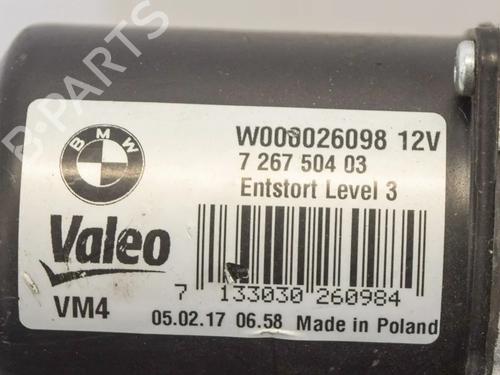 BMW
W000026098 12V
7 267 504 03
Entstort Level 3
Valeo
7 133030 260984
VM4
05.02.17 06.58 Made in Poland
B-PARTS